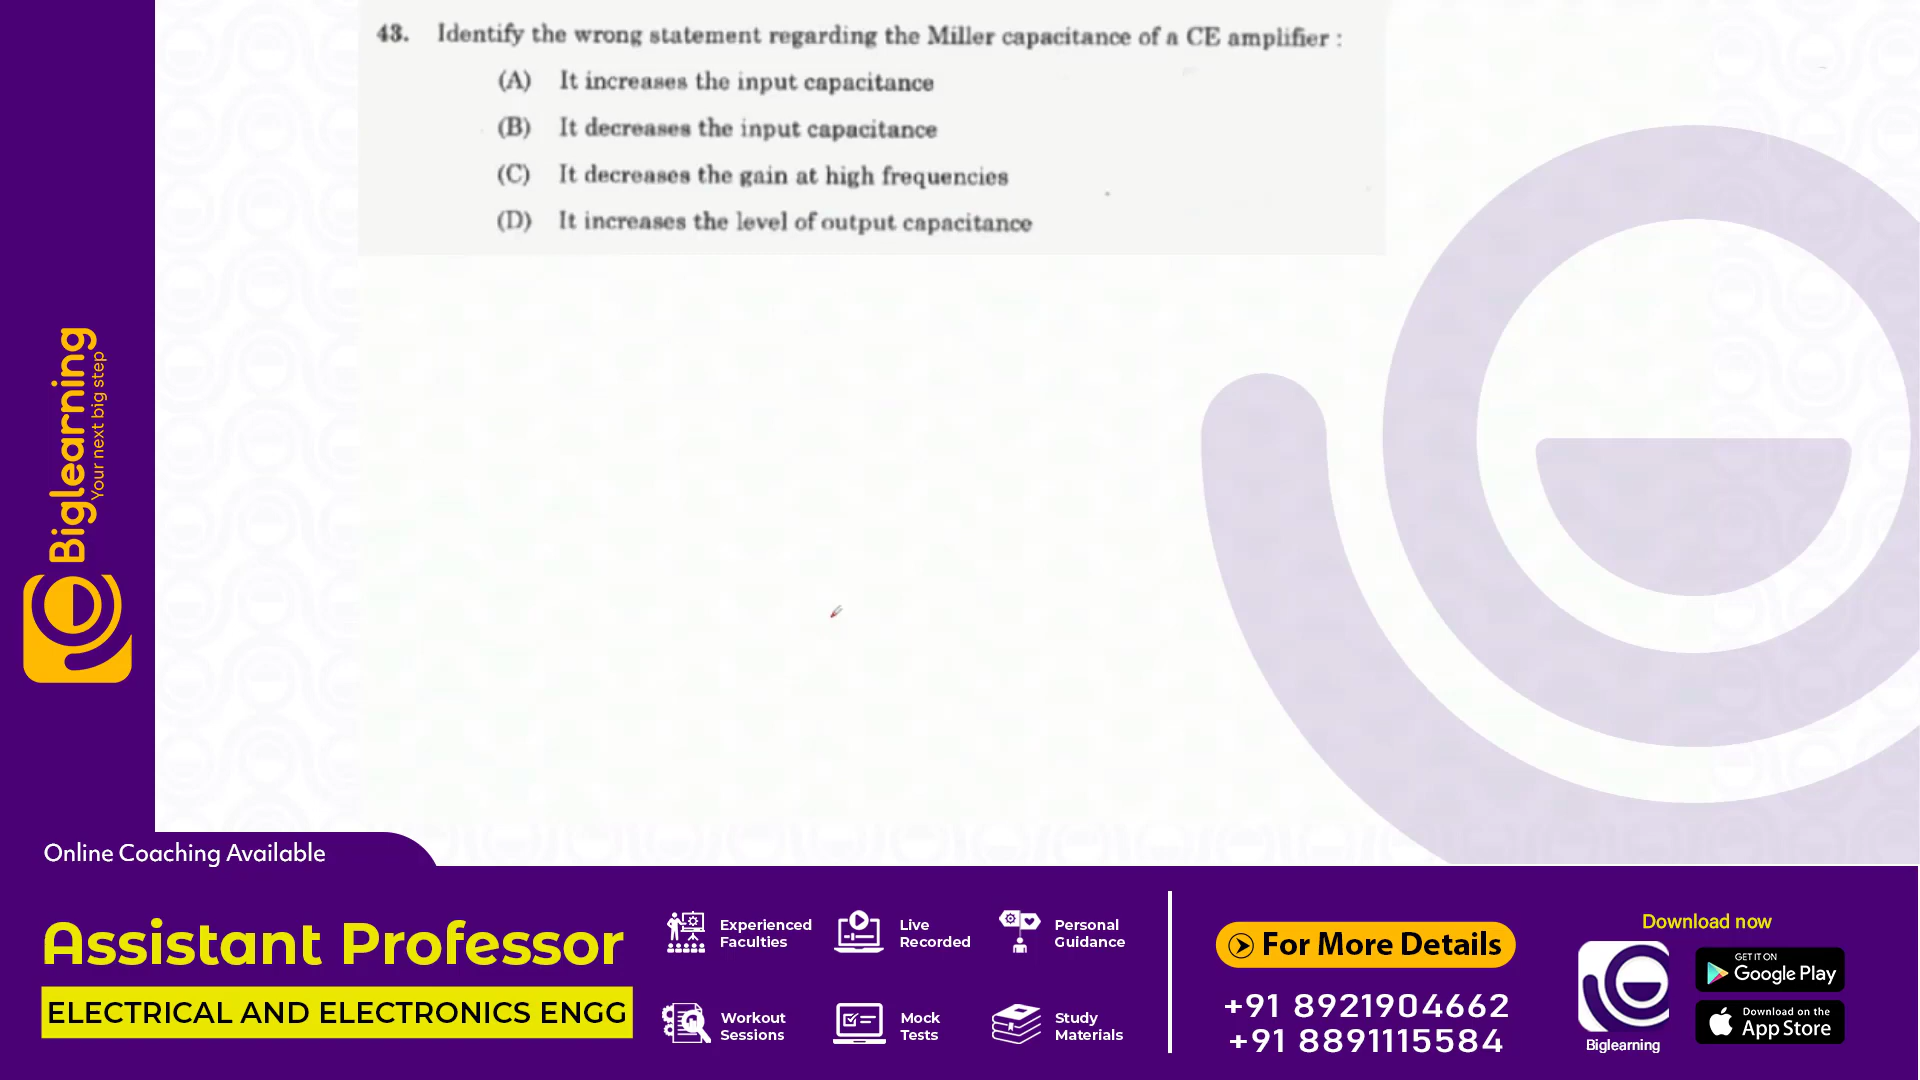 43. Identify the wrong statement regarding the Miller capacitance of a CE amplifier :
(A) It increases the input capacitance
(B) It decreases the input capacitance
(C) It decreases the gain at high frequencies
(D) It increases the level of output capacitance
Biglearning
Your next big step
Online Coaching Available
Assistant Professor
ELECTRICAL AND ELECTRONICS ENGG
Experienced
Faculties
Live
Recorded
Personal
Guidance
Workout
Sessions
Mock
Tests
Study
Materials
For More Details
+91 8921904662
+91 8891115584
Download now
Biglearning
GET IT ON
Google Play
Download on the
App Store